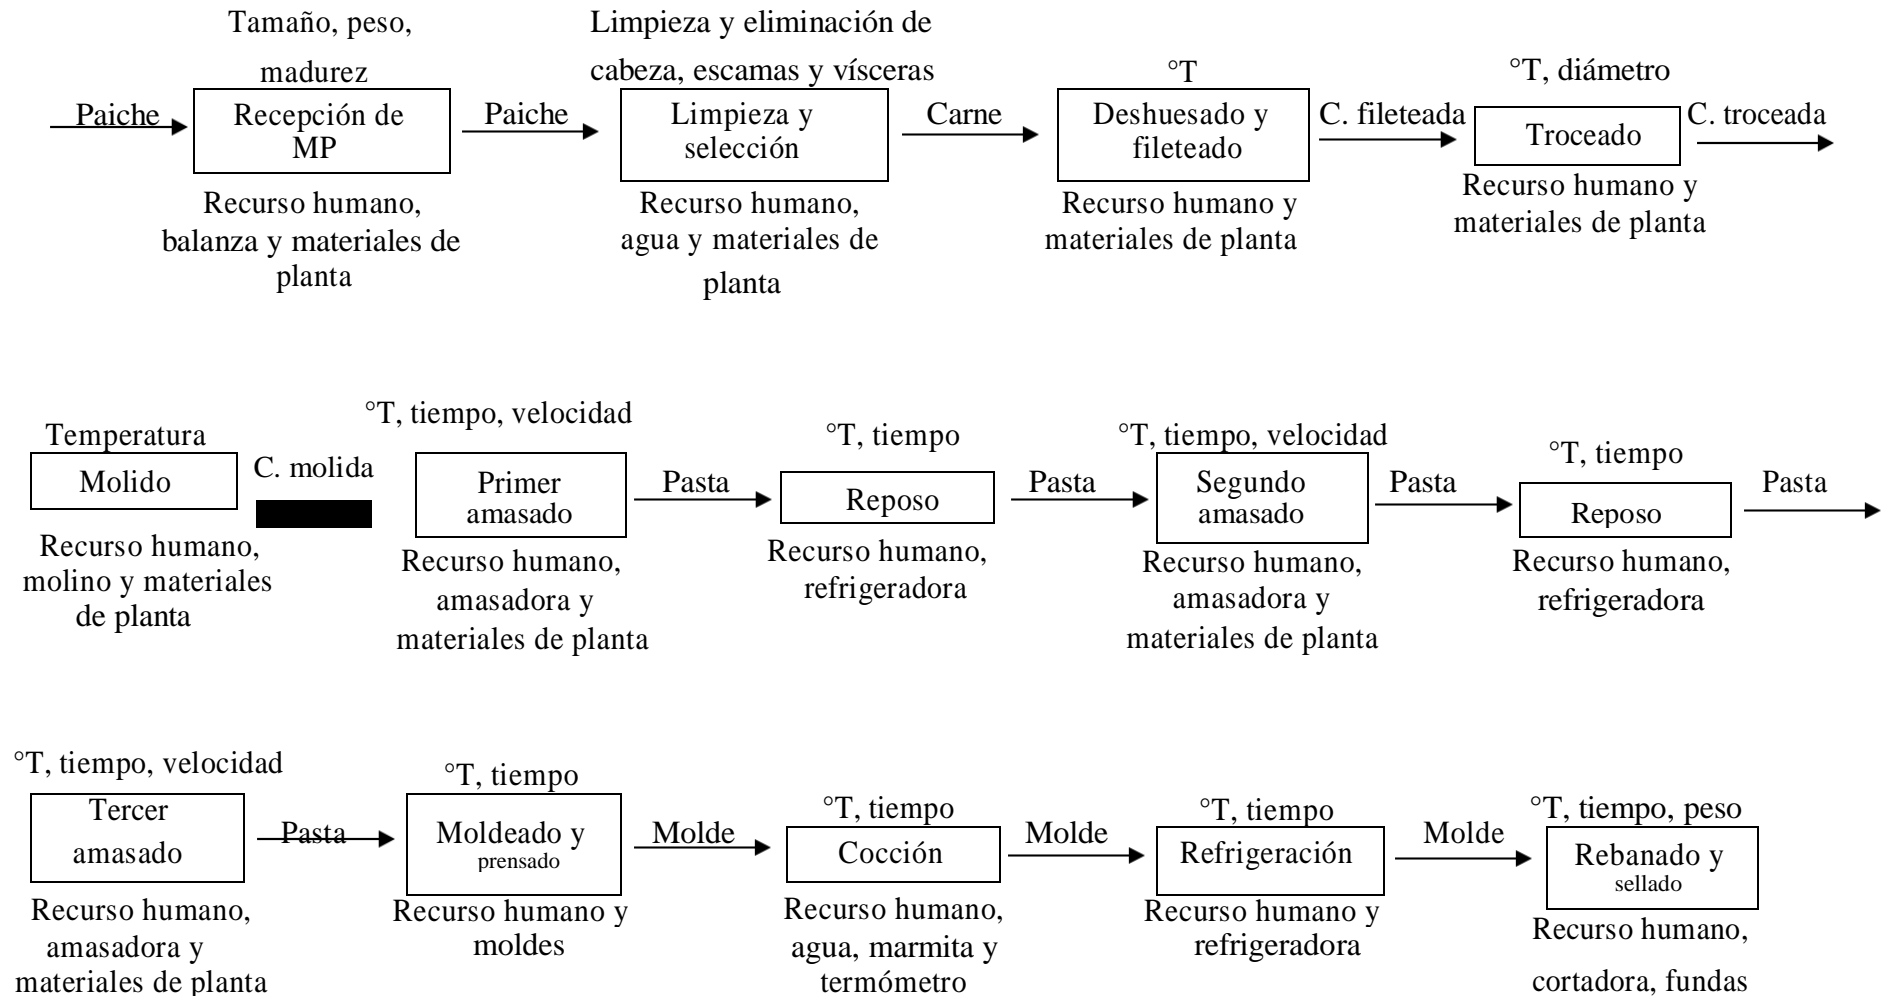 Tamaño, peso,
madurez
Limpieza y eliminación de
cabeza, escamas y vísceras
°T
°T, diámetro
Paiche
Recepción de
MP
Paiche
Limpieza y
selección
Carne
Deshuesado y
fileteado
C. fileteada
Troceado
C. troceada
Recurso humano,
balanza y materiales de
planta
Recurso humano,
agua y materiales de
planta
Recurso humano y
materiales de planta
Recurso humano y
materiales de planta
Temperatura
Molido
C. molida
°T, tiempo, velocidad
Primer
amasado
Pasta
°T, tiempo
Reposo
Pasta
°T, tiempo, velocidad
Segundo
amasado
Pasta
°T, tiempo
Reposo
Pasta
Recurso humano,
molino y materiales
de planta
Recurso humano,
amasadora y
materiales de planta
Recurso humano,
refrigeradora
Recurso humano,
amasadora y
materiales de planta
Recurso humano,
refrigeradora
°T, tiempo, velocidad
Tercer
amasado
Pasta
°T, tiempo
Moldeado y
prensado
Molde
°T, tiempo
Cocción
Molde
°T, tiempo
Refrigeración
Molde
°T, tiempo, peso
Rebanado y
sellado
Recurso humano,
amasadora y
materiales de planta
Recurso humano y
moldes
Recurso humano,
agua, marmita y
termómetro
Recurso humano y
refrigeradora
Recurso humano,
cortadora, fundas